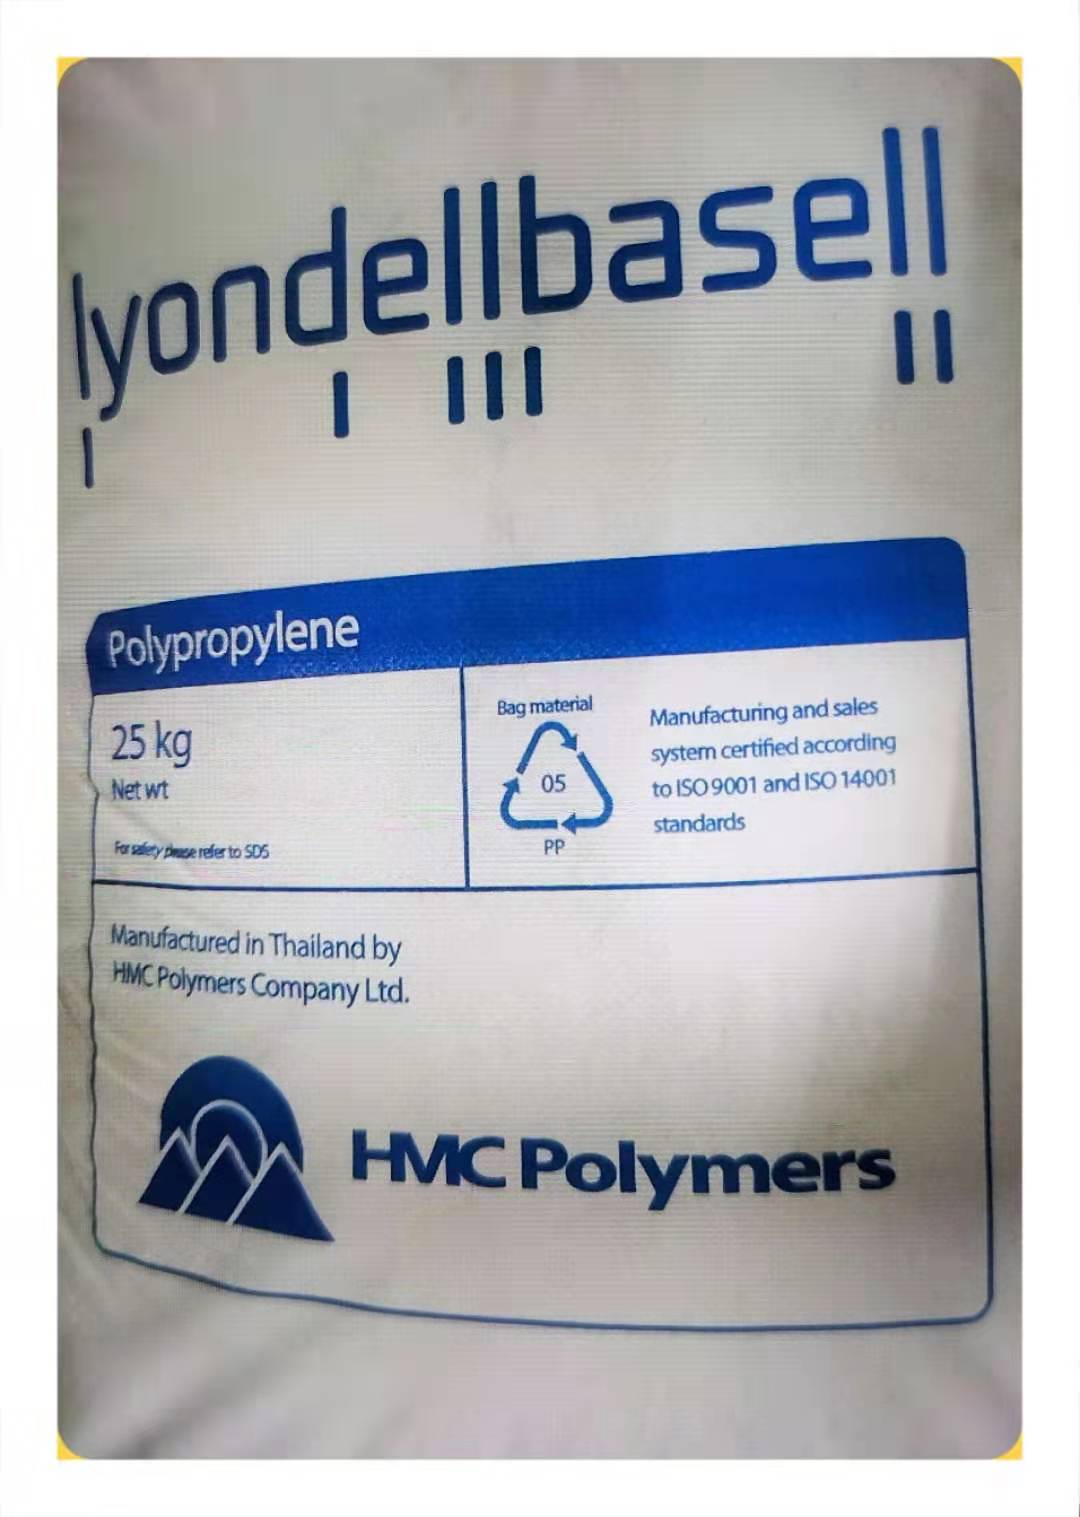 lyondellbasell
Polypropylene
25 kg
Net wt
For safety please refer to SDS
Bag material
05
PP
Manufacturing and sales
system certified according
to ISO 9001 and ISO 14001
standards
Manufactured in Thailand by
HMC Polymers Company Ltd.
HMC Polymers